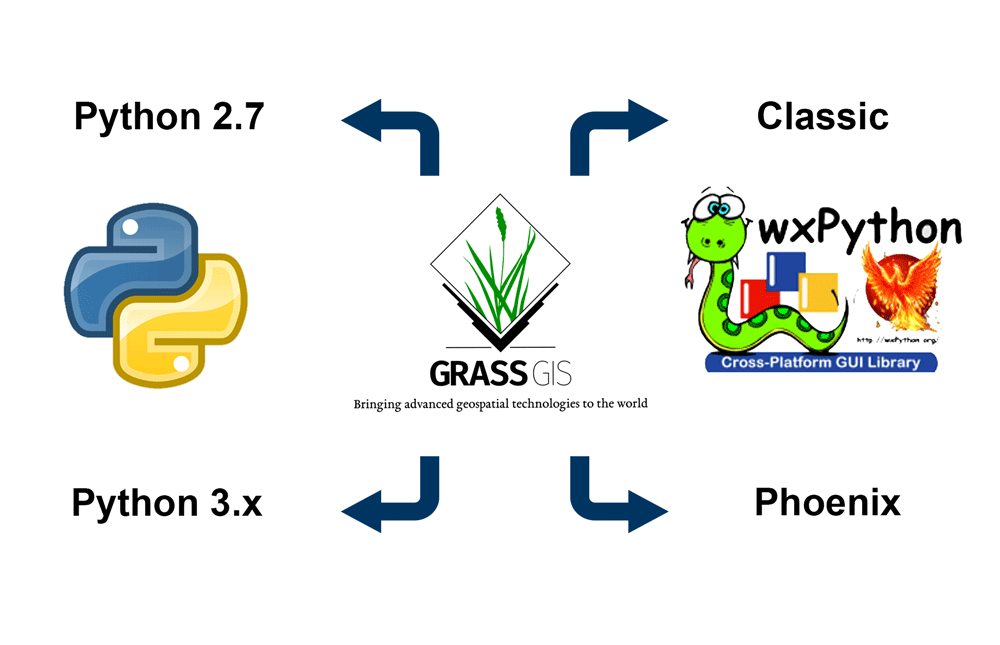 Python 2.7
Classic
wxPython
http://wxPython.org/
Cross-Platform GUI Library
GRASS GIS
Bringing advanced geospatial technologies to the world
Python 3.x
Phoenix